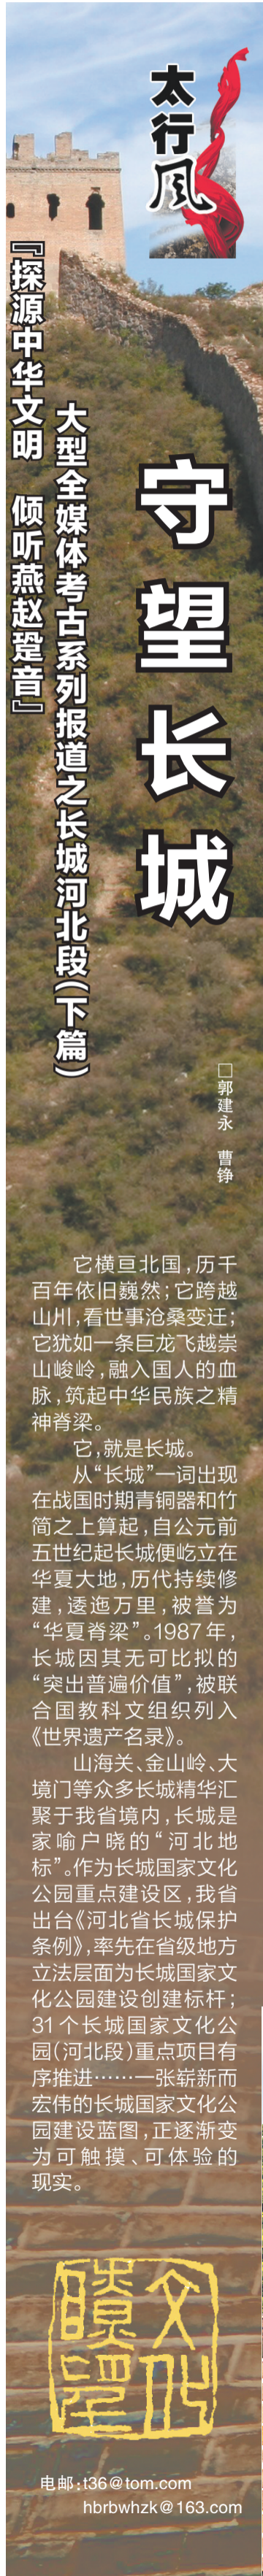 太行风
守望长城
大型全媒体考古系列报道之长城河北段(下篇)
『探源中华文明 倾听燕赵跫音』
□郭建永 曹铮
它横亘北国,历千
百年依旧巍然;它跨越
山川,看世事沧桑变迁;
它犹如一条巨龙飞越崇
山峻岭,融入国人的血
脉,筑起中华民族之精
神脊梁。
它,就是长城。
从“长城”一词出现
在战国时期青铜器和竹
简之上算起,自公元前
五世纪起长城便屹立在
华夏大地,历代持续修
建,逶迤万里,被誉为
“华夏脊梁”。1987年,
长城因其无可比拟的
“突出普遍价值”,被联
合国教科文组织列入
《世界遗产名录》。
山海关、金山岭、大
境门等众多长城精华汇
聚于我省境内,长城是
家喻户晓的“河北地
标”。作为长城国家文化
公园重点建设区,我省
出台《河北省长城保护
条例》,率先在省级地方
立法层面为长城国家文
化公园建设创建标杆;
31个长城国家文化公
园(河北段)重点项目有
序推进……一张崭新而
宏伟的长城国家文化公
园建设蓝图,正逐渐变
为可触摸、可体验的
现实。
文化
电邮:t36@tom.com
hbrbwhzk@163.com